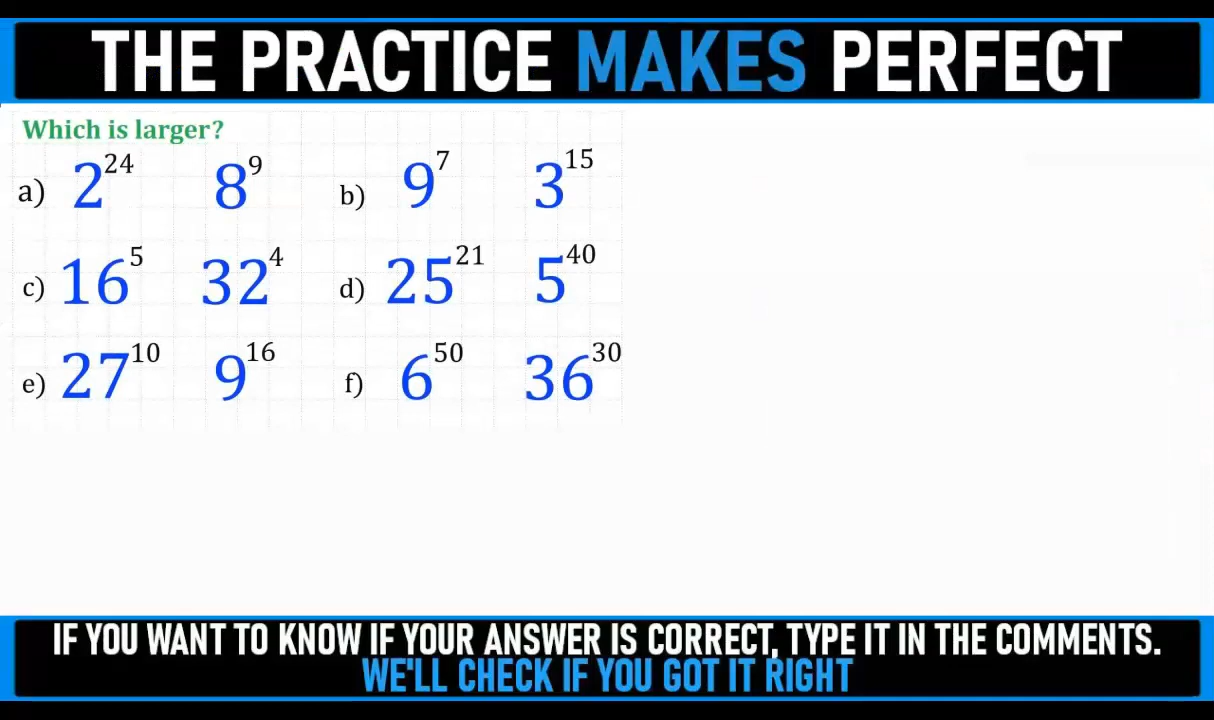 THE PRACTICE MAKES PERFECT
Which is larger?
a) 2^24 8^9 b) 9^7 3^15
c) 16^5 32^4 d) 25^21 5^40
e) 27^10 9^16 f) 6^50 36^30
IF YOU WANT TO KNOW IF YOUR ANSWER IS CORRECT, TYPE IT IN THE COMMENTS.
WE'LL CHECK IF YOU GOT IT RIGHT